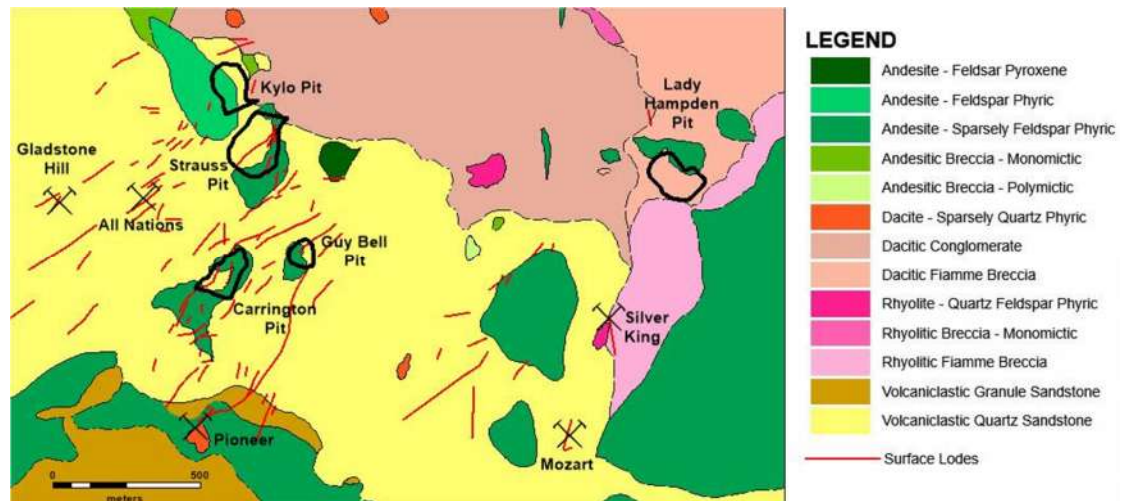 Kylo Pit
Lady
Hampden
Pit
Gladstone
Hill
Strauss
Pit
All Nations
Guy Bell
Pit
Carrington
Pit
Silver
King
Pioneer
Mozart
0 500
meters
LEGEND
Andesite - Feldsar Pyroxene
Andesite - Feldspar Phyric
Andesite - Sparsely Feldspar Phyric
Andesitic Breccia - Monomictic
Andesitic Breccia - Polymictic
Dacite - Sparsely Quartz Phyric
Dacitic Conglomerate
Dacitic Fiamme Breccia
Rhyolite - Quartz Feldspar Phyric
Rhyolitic Breccia - Monomictic
Rhyolitic Fiamme Breccia
Volcaniclastic Granule Sandstone
Volcaniclastic Quartz Sandstone
Surface Lodes